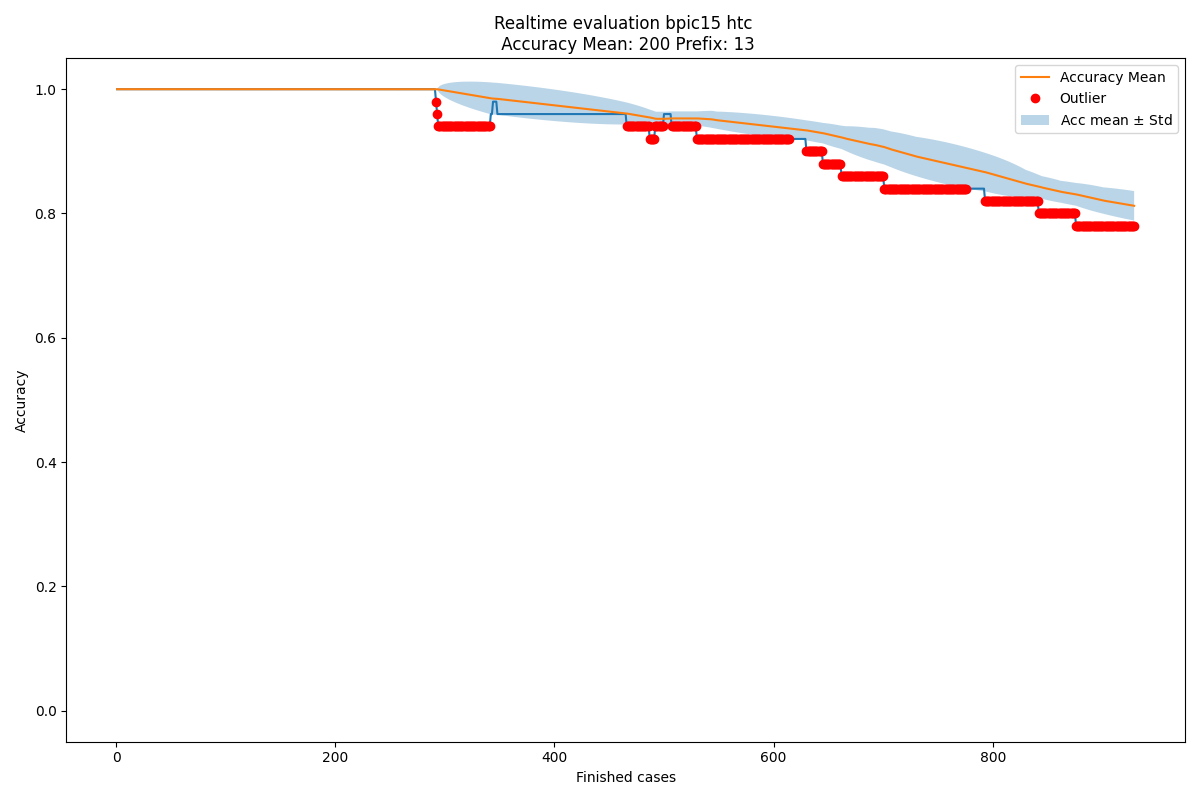 Realtime evaluation bpic15 htc
Accuracy Mean: 200 Prefix: 13
Accuracy Mean
Outlier
Acc mean ± Std
1.0
0.8
0.6
0.4
0.2
0.0
Accuracy
0
200
400
600
800
Finished cases